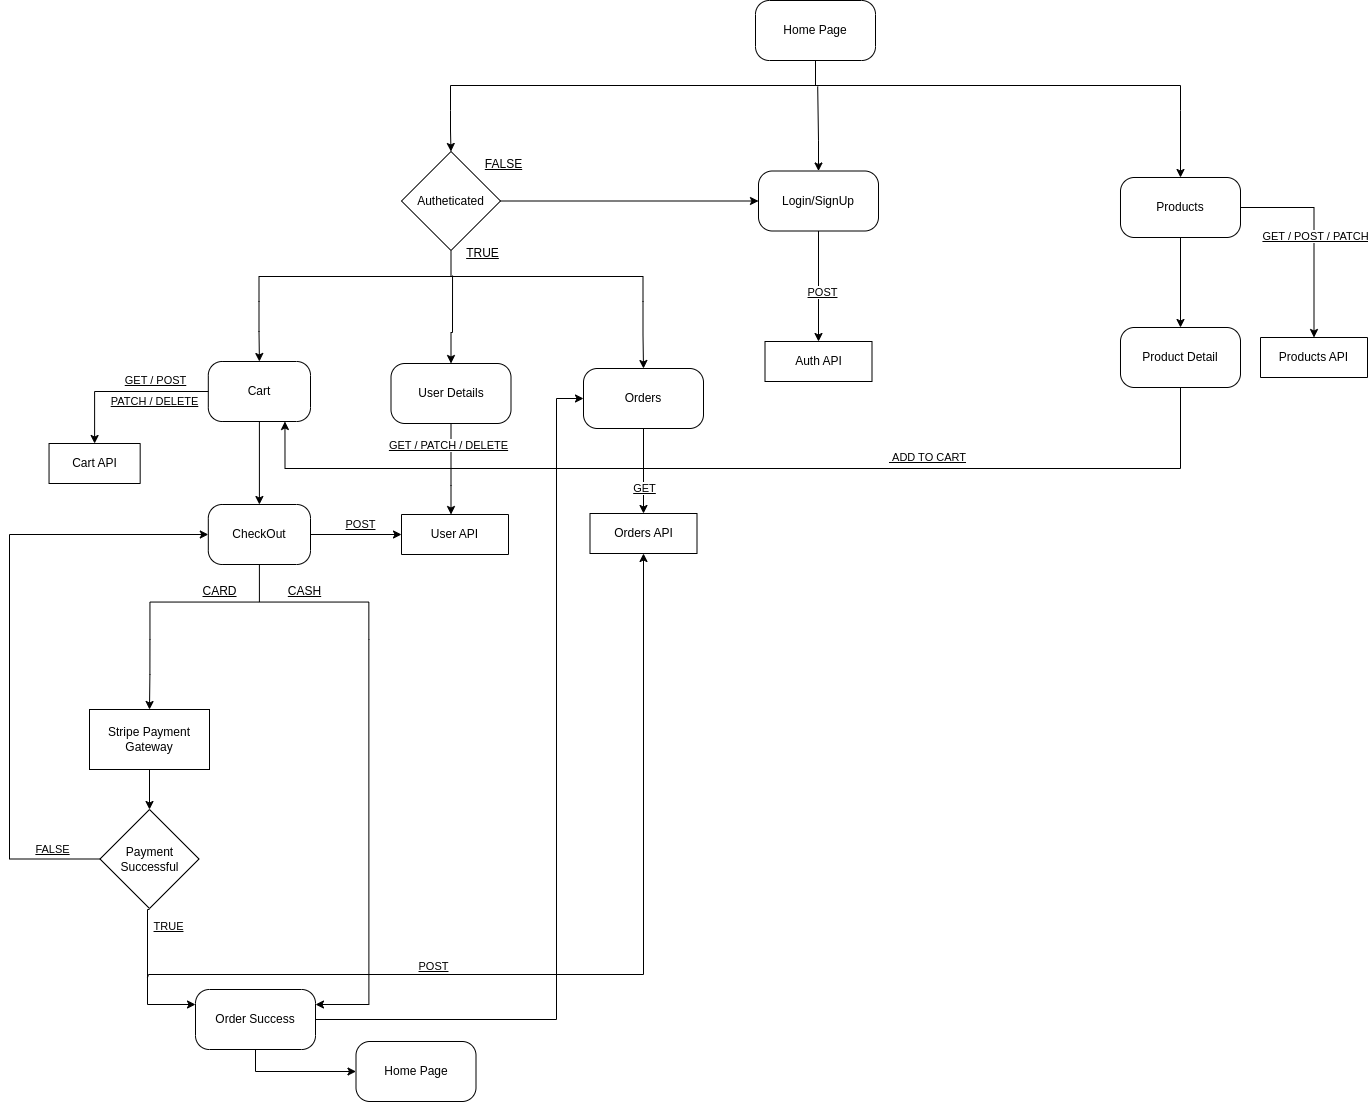 Home Page
FALSE
Autheticated
Login/SignUp
Products
GET / POST / PATCH
TRUE
POST
Auth API
Product Detail
Products API
GET / POST
PATCH / DELETE
Cart
User Details
Orders
GET / PATCH / DELETE
ADD TO CART
Cart API
GET
CheckOut
POST
User API
Orders API
CARD
CASH
Stripe Payment
Gateway
FALSE
Payment
Successful
TRUE
POST
Order Success
Home Page